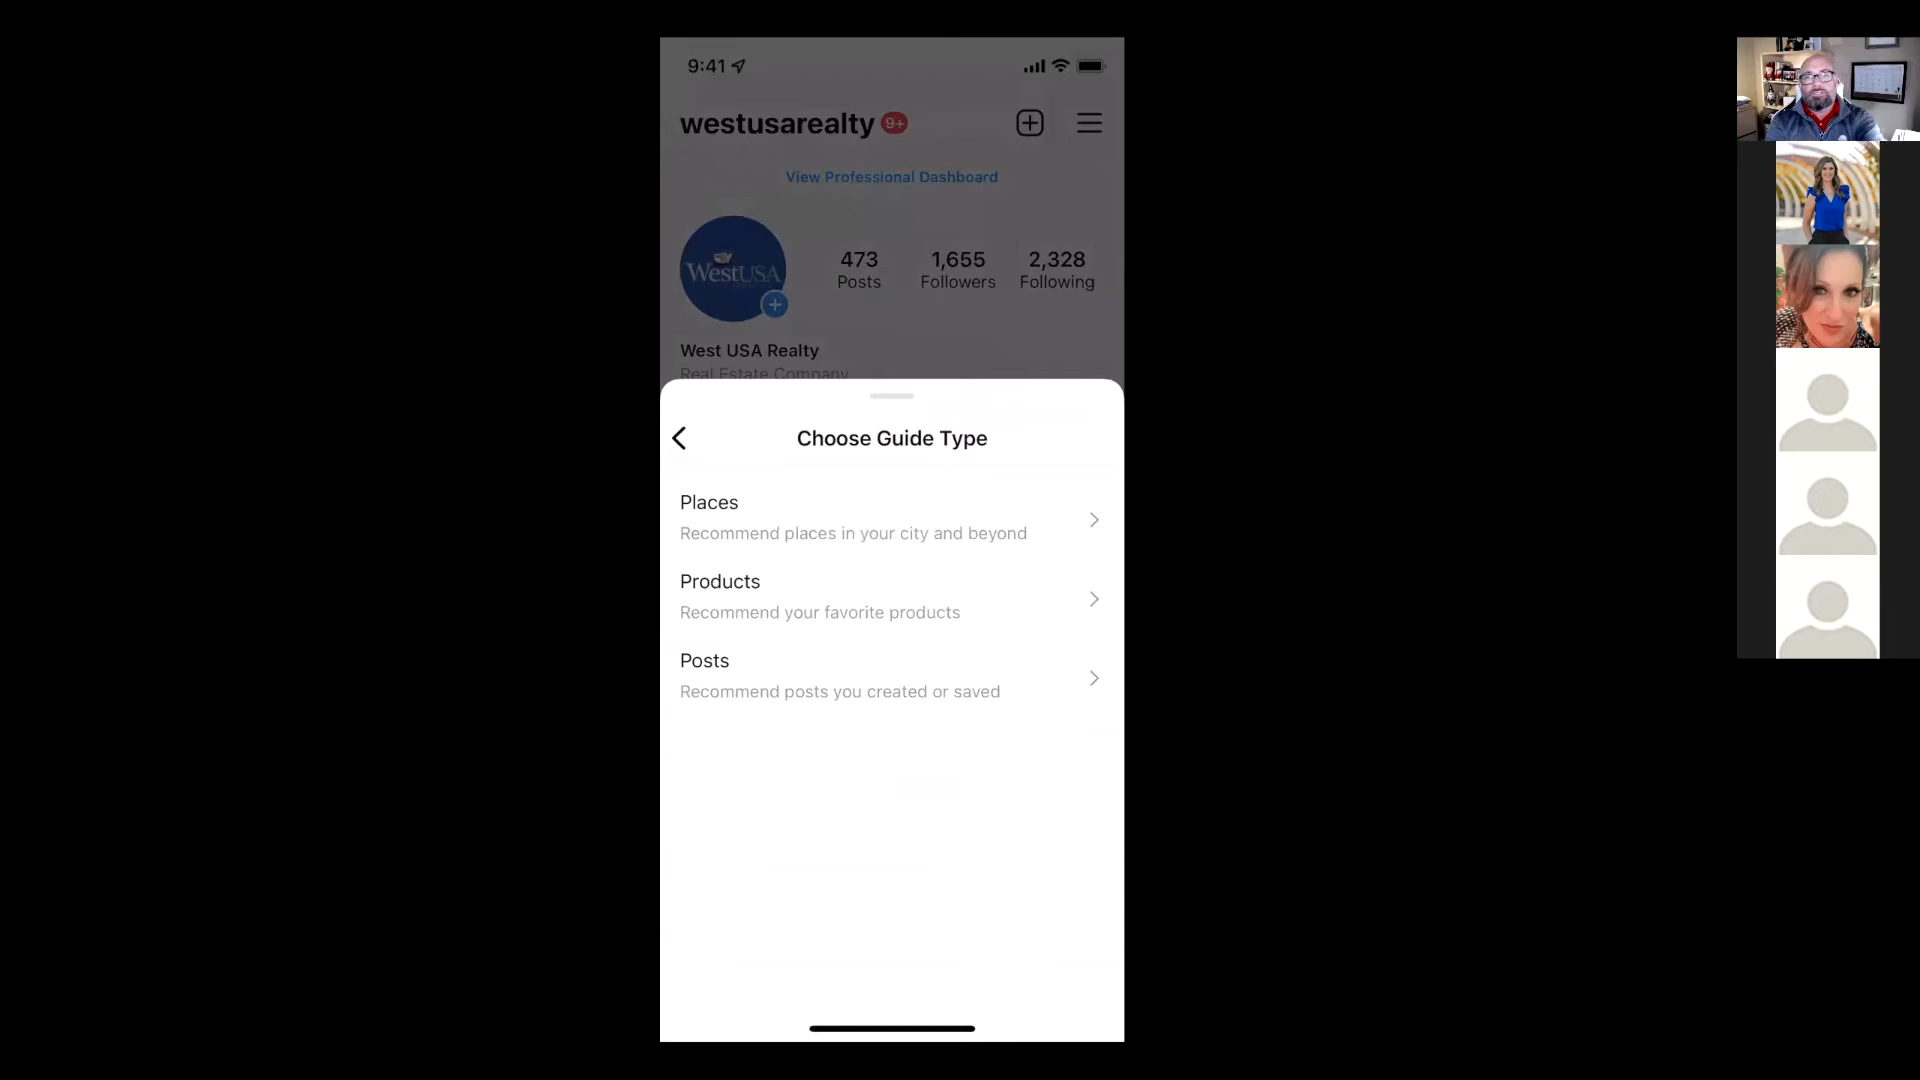 9:41
westusarealty 9+
View Professional Dashboard
WestUSA
473
Posts
1,655
Followers
2,328
Following
West USA Realty
Real Estate Company
Choose Guide Type
Places
Recommend places in your city and beyond
Products
Recommend your favorite products
Posts
Recommend posts you created or saved